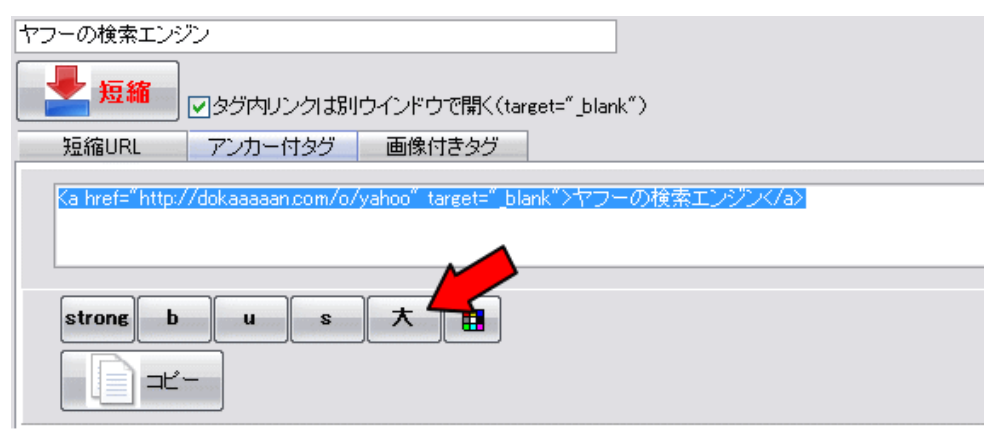 ヤフーの検索エンジン
短縮
タグ内リンクは別ウインドウで開く(target="_blank")
短縮URL アンカー付タグ 画像付きタグ
<a href="http://dokaaaaan.com/o/yahoo" target="_blank">ヤフーの検索エンジン</a>
strong b u s 大
コピー